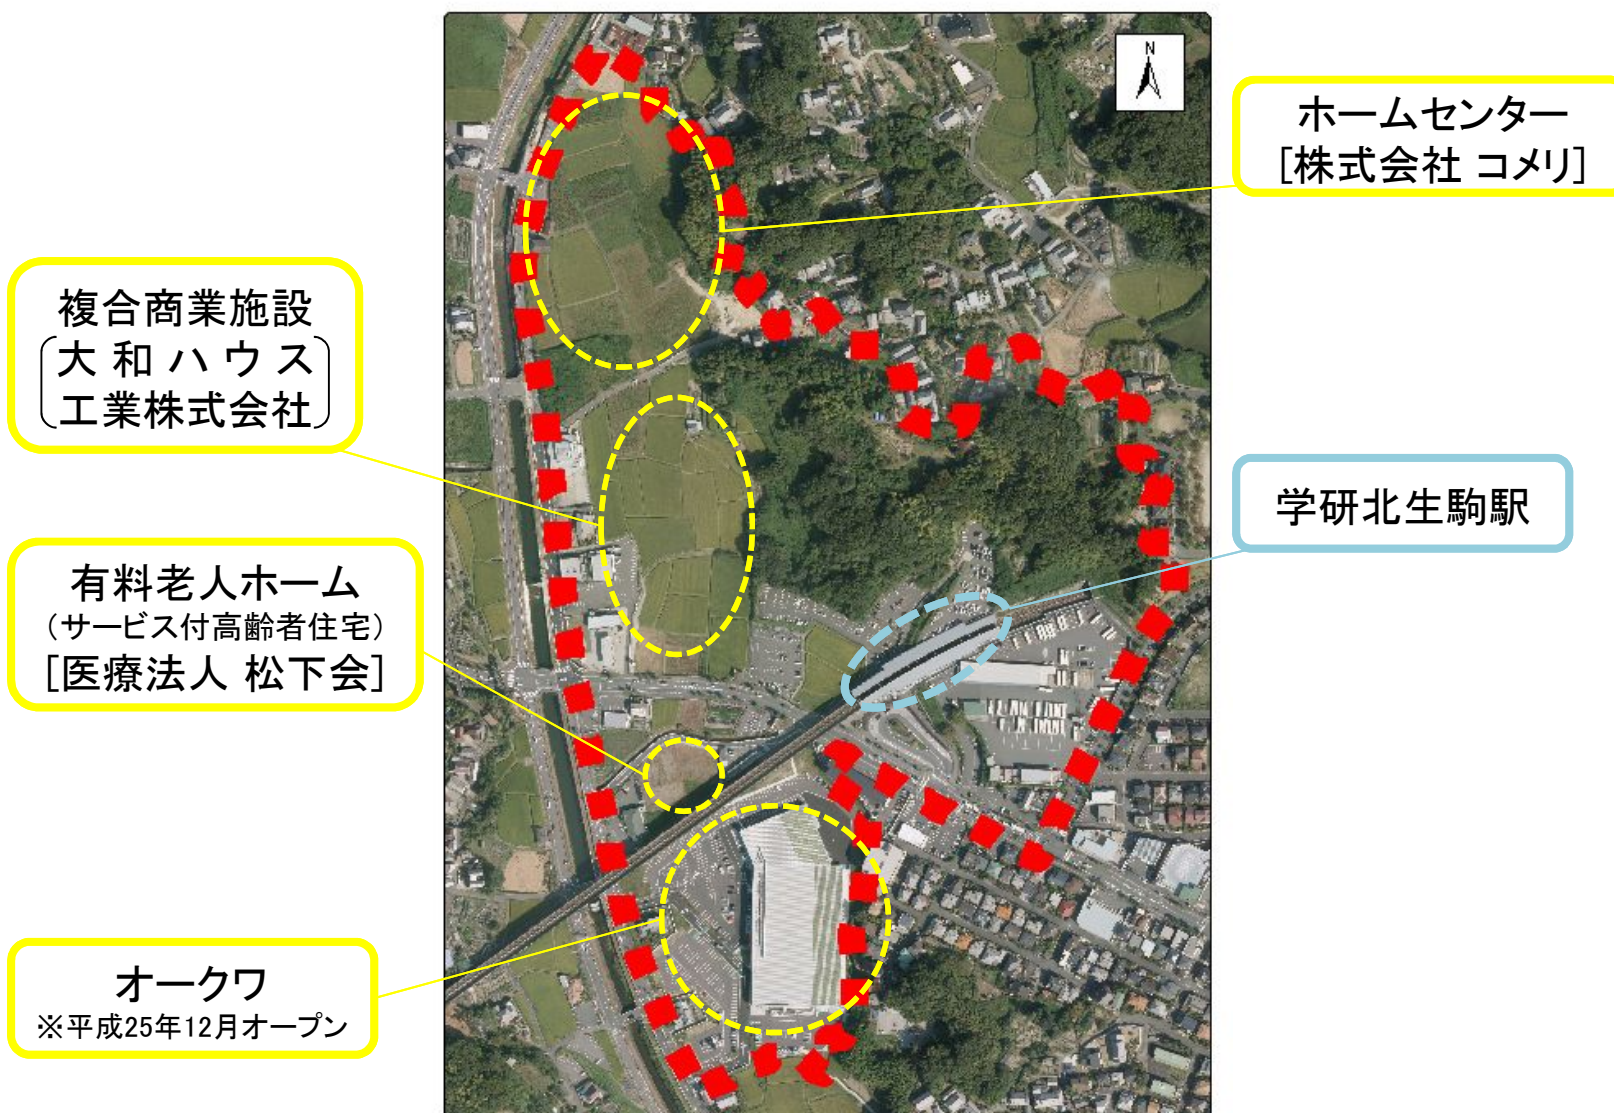 N
ホームセンター
[株式会社 コメリ]
複合商業施設
大 和 ハ ウ ス
工業株式会社
学研北生駒駅
有料老人ホーム
（サービス付高齢者住宅）
[医療法人 松下会]
オークワ
※平成25年12月オープン